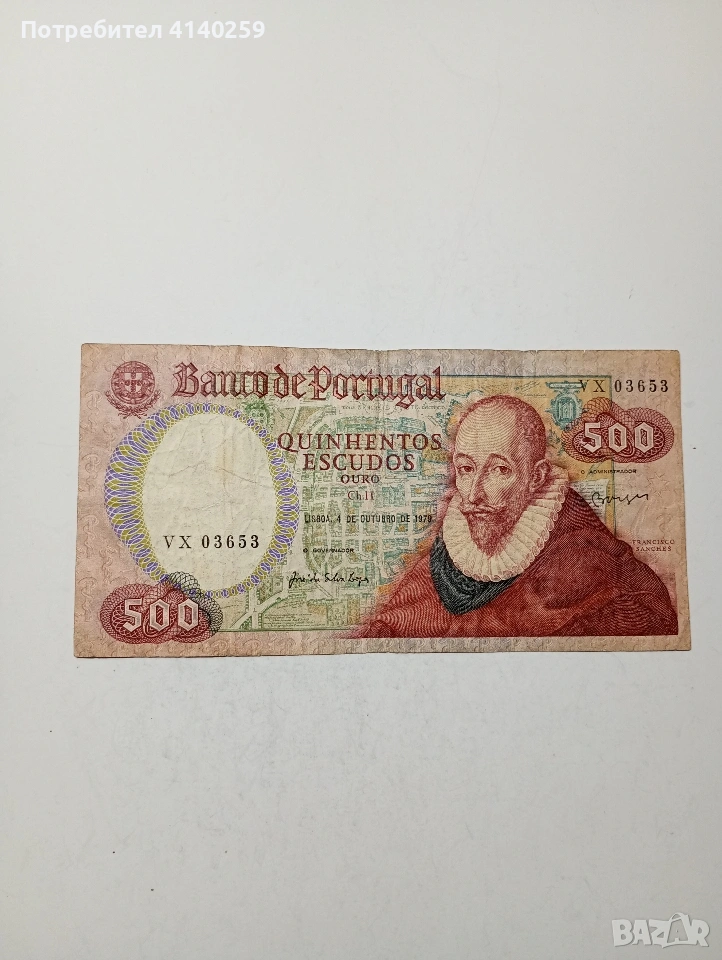 Потребител 4140259
Banco de Portugal
VX 03653
500
QUINHENTOS
ESCUDOS
OURO
Ch.11
O ADMINISTRADOR
LISBOA, 4 DE OUTUBRO DE 1979
VX 03653
FRANCISCO
SANCHES
O GOVERNADOR
500
BAZAR